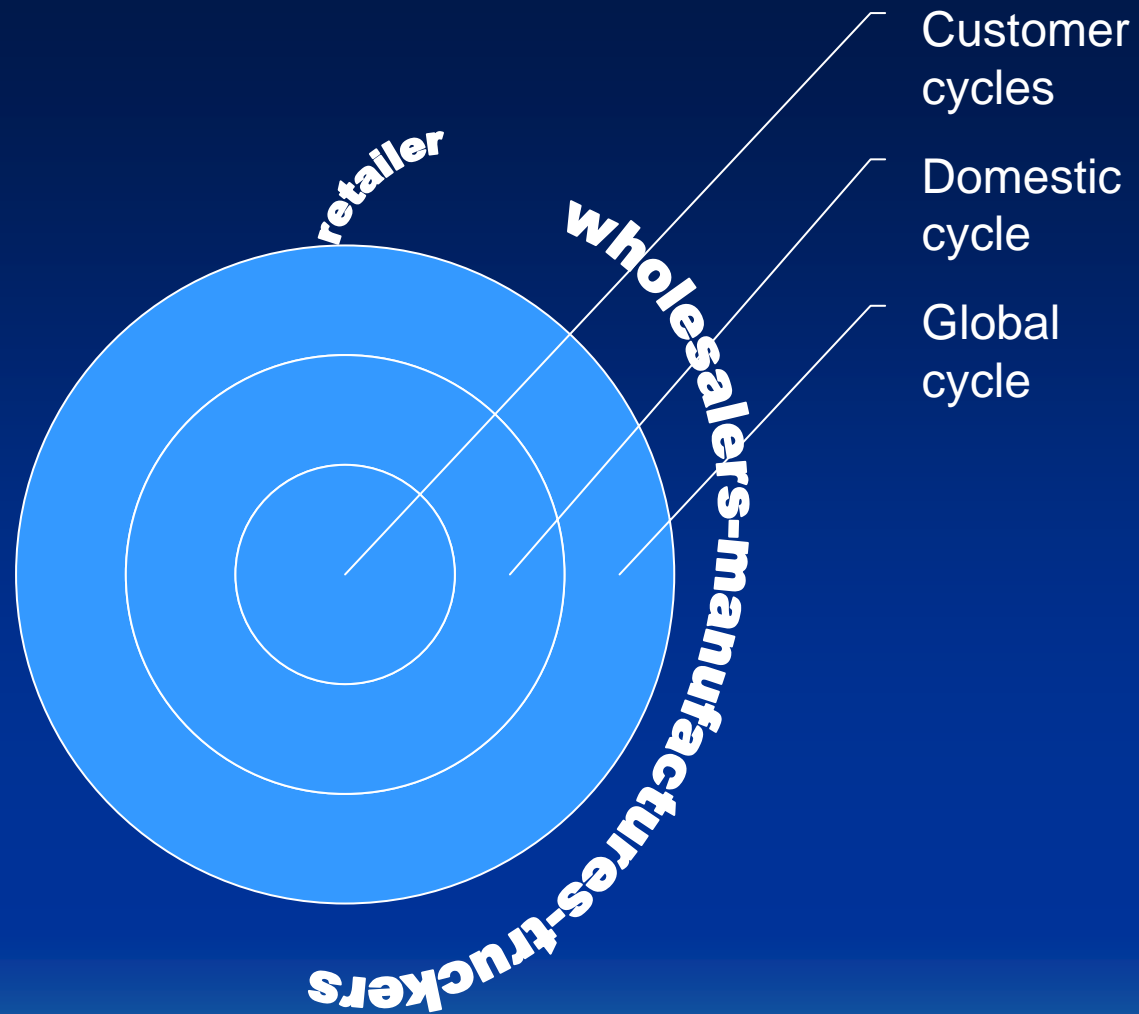 Customer
cycles
Domestic
cycle
Global
cycle
retailer
wholesalers-manufactures-truckers